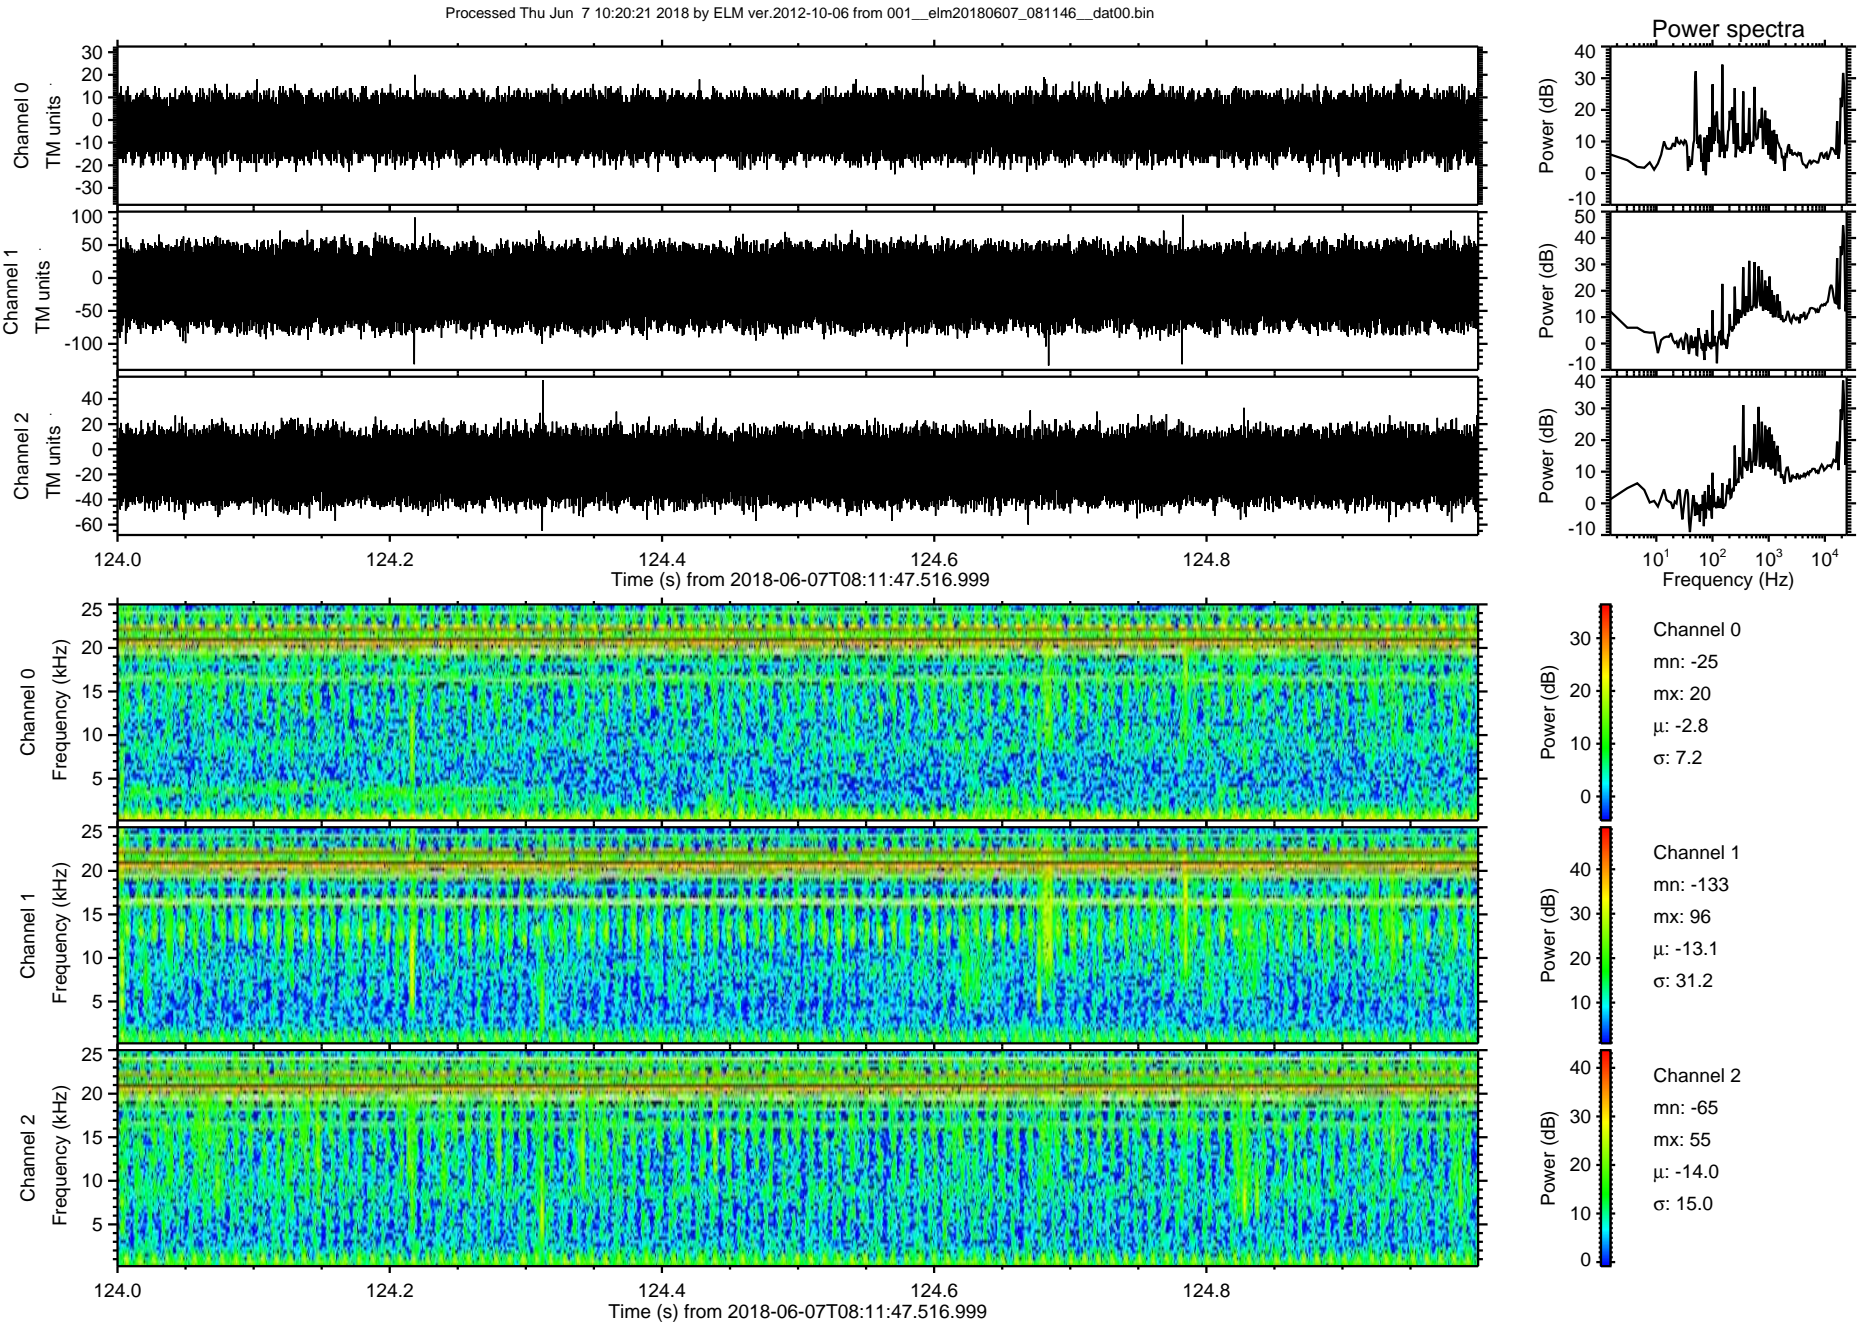 Processed Thu Jun  7 10:20:21 2018 by ELM ver.2012-10-06 from 001__elm20180607_081146__dat00.bin
Power spectra
Channel 0
TM units
30
20
10
0
-10
-20
-30
Power (dB)
40
30
20
10
0
-10
Channel 1
TM units
100
50
0
-50
-100
Power (dB)
50
40
30
20
10
0
-10
Channel 2
TM units
40
20
0
-20
-40
-60
Power (dB)
40
30
20
10
0
-10
124.0 124.2 124.4 124.6 124.8
Time (s) from 2018-06-07T08:11:47.516.999
10¹ 10² 10³ 10⁴
Frequency (Hz)
Channel 0
Frequency (kHz)
25
20
15
10
5
Power (dB)
30
20
10
0
Channel 0
mn: -25
mx: 20
μ: -2.8
σ: 7.2
Channel 1
Frequency (kHz)
25
20
15
10
5
Power (dB)
40
30
20
10
Channel 1
mn: -133
mx: 96
μ: -13.1
σ: 31.2
Channel 2
Frequency (kHz)
25
20
15
10
5
Power (dB)
40
30
20
10
0
Channel 2
mn: -65
mx: 55
μ: -14.0
σ: 15.0
124.0 124.2 124.4 124.6 124.8
Time (s) from 2018-06-07T08:11:47.516.999